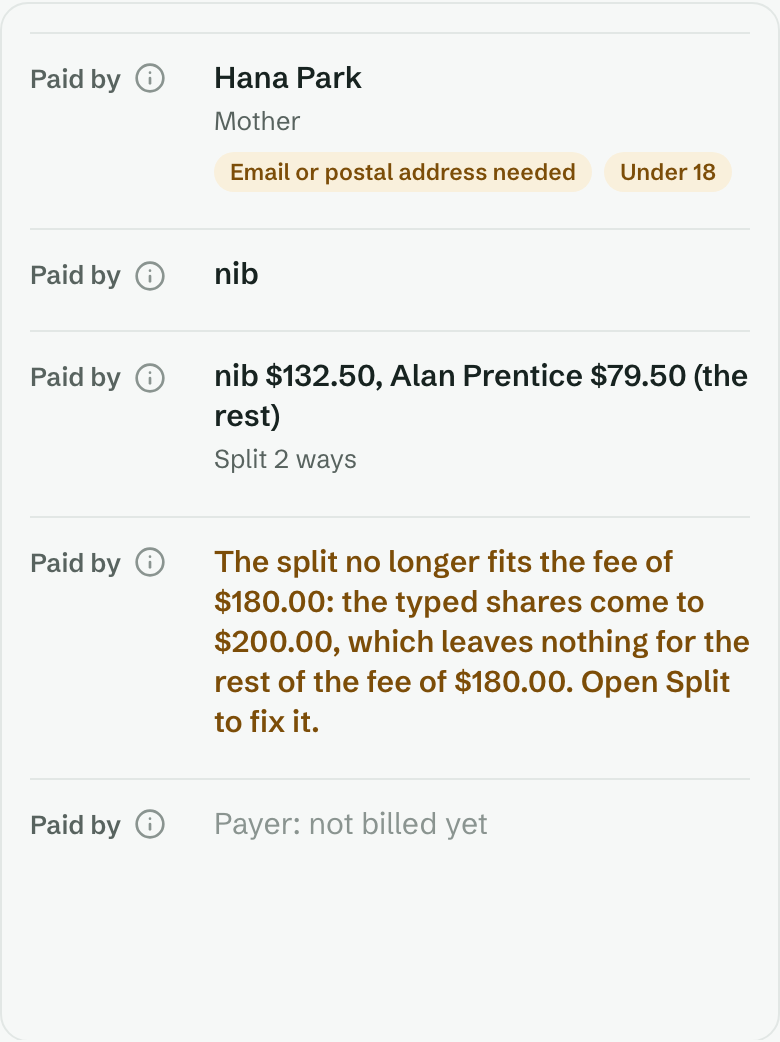 Paid by
Hana Park
Mother
Email or postal address needed
Under 18
Paid by
nib
Paid by
nib $132.50, Alan Prentice $79.50 (the
rest)
Split 2 ways
Paid by
The split no longer fits the fee of
$180.00: the typed shares come to
$200.00, which leaves nothing for the
rest of the fee of $180.00. Open Split
to fix it.
Paid by
Payer: not billed yet